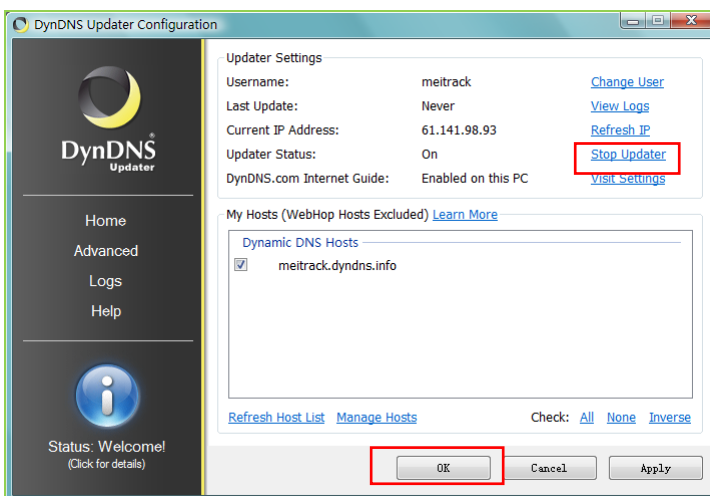 DynDNS Updater Configuration
DynDNS
Updater
Home
Advanced
Logs
Help
Status: Welcome!
(Click for details)
Updater Settings
Username: meitrack Change User
Last Update: Never View Logs
Current IP Address: 61.141.98.93 Refresh IP
Updater Status: On Stop Updater
DynDNS.com Internet Guide: Enabled on this PC Visit Settings
My Hosts (WebHop Hosts Excluded) Learn More
Dynamic DNS Hosts
meitrack.dyndns.info
Refresh Host List Manage Hosts Check: All None Inverse
OK Cancel Apply